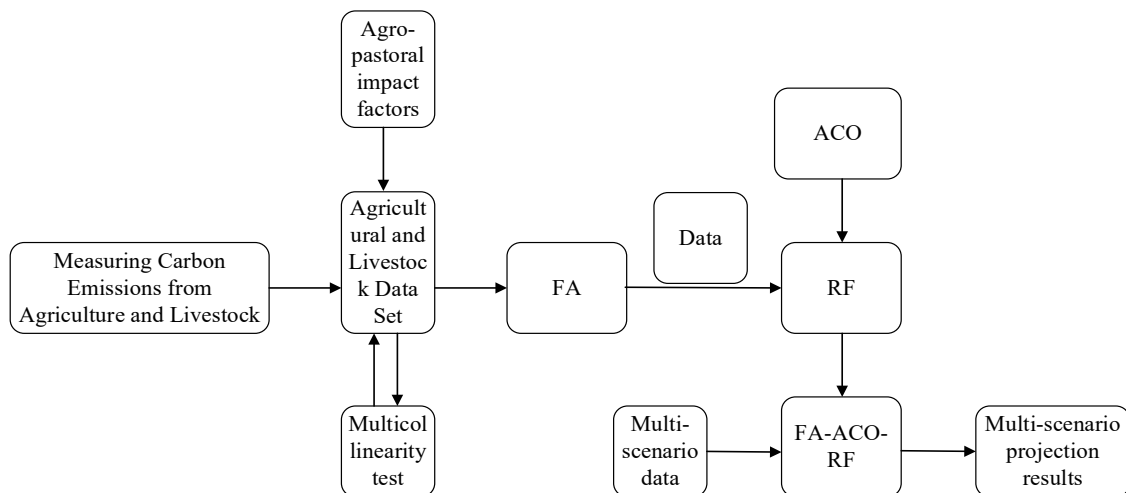 Agro-
pastoral
impact
factors
ACO
Agricult
ural and
Livestoc
k Data
Set
Data
Measuring Carbon
Emissions from
Agriculture and Livestock
FA
RF
Multicol
linearity
test
Multi-
scenario
data
FA-ACO-
RF
Multi-scenario
projection
results